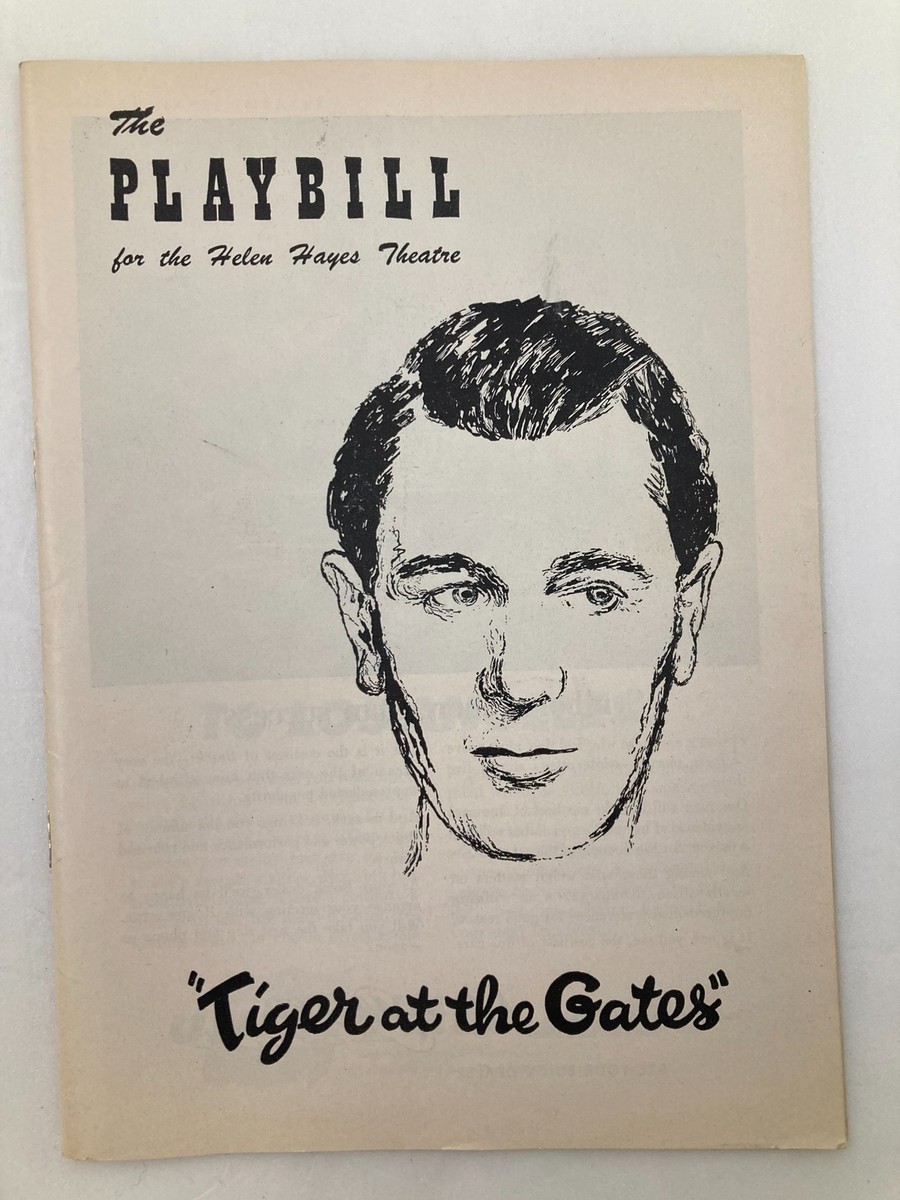 The
PLAYBILL
for the Helen Hayes Theatre
"Tiger at the Gates"